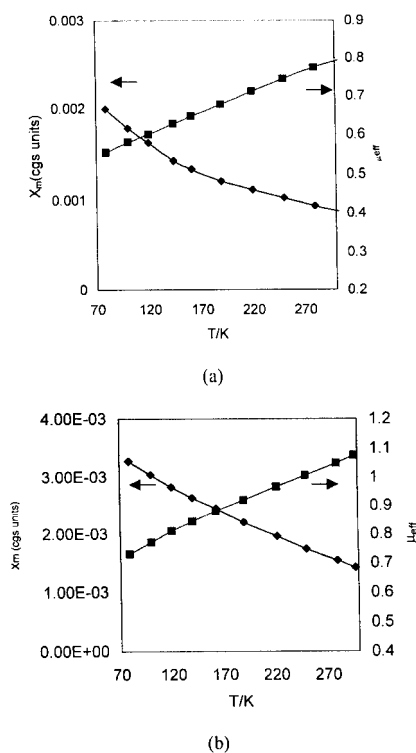 0.003
0.002
0.001
0
Xm(cgs units)
0.9
0.8
0.7
0.6
0.5
0.4
0.3
0.2
μeff
70 120 170 220 270
T/K
(a)
4.00E-03
3.00E-03
2.00E-03
1.00E-03
0.00E+00
xm (cgs units)
1.2
1.1
1
0.9
0.8
0.7
0.6
0.5
0.4
μeff
70 120 170 220 270
T/K
(b)